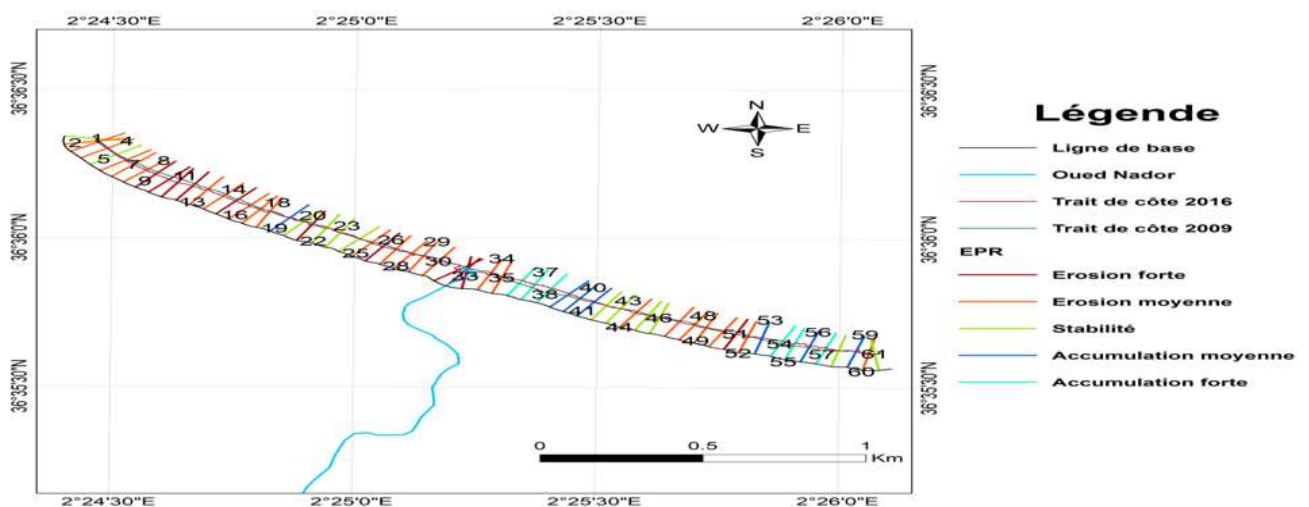 2°24'30"E 2°25'0"E 2°25'30"E 2°26'0"E
36°36'30"N
36°36'0"N
36°35'30"N
36°36'30"N
36°36'0"N
36°35'30"N
N
W E
S
1 2 4 5 7 8 9 11 13 14 16 18 19 20 22 23 25 26 28 29 30 33 34 35 37 38 40 41 43 44 46 48 49 51 52 53 54 55 56 57 59 60 61
0 0.5 1
Km
2°24'30"E 2°25'0"E 2°25'30"E 2°26'0"E
Légende
Ligne de base
Oued Nador
Trait de côte 2016
Trait de côte 2009
EPR
Erosion forte
Erosion moyenne
Stabilité
Accumulation moyenne
Accumulation forte